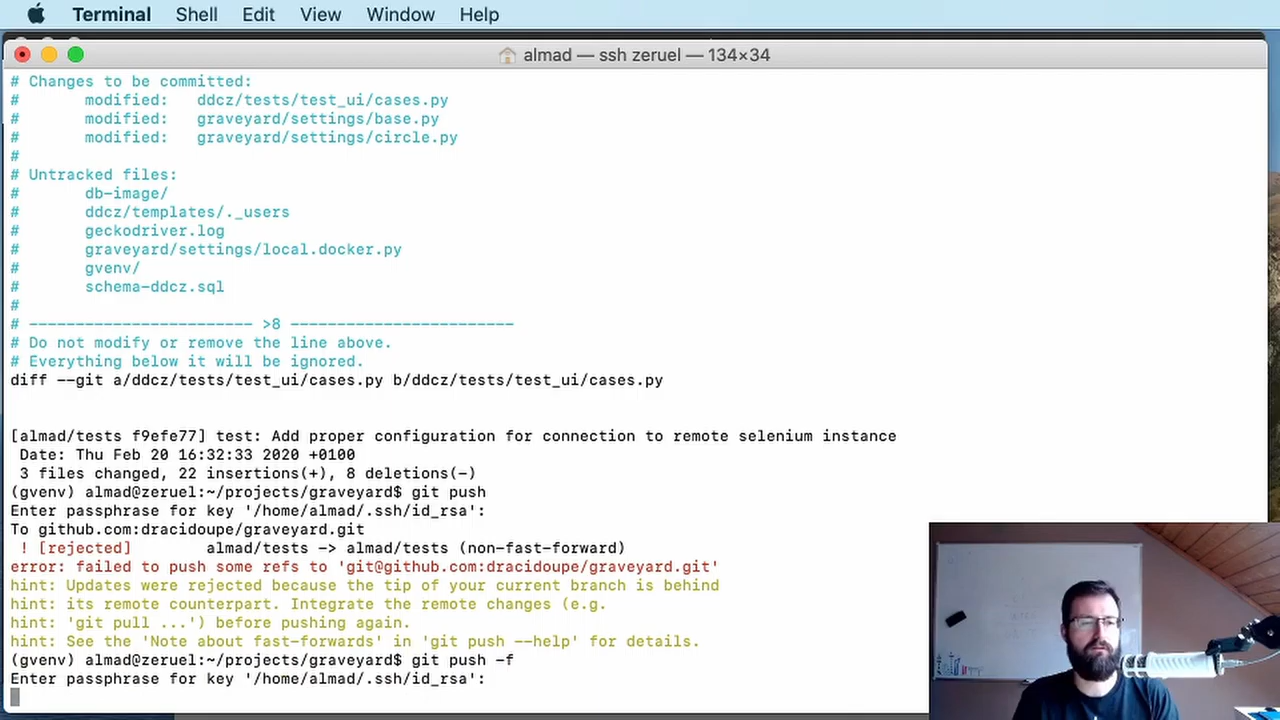 Terminal Shell Edit View Window Help
almad — ssh zeruel — 134×34
# Changes to be committed:
#       modified:   ddcz/tests/test_ui/cases.py
#       modified:   graveyard/settings/base.py
#       modified:   graveyard/settings/circle.py
#
# Untracked files:
#       db-image/
#       ddcz/templates/._users
#       geckodriver.log
#       graveyard/settings/local.docker.py
#       gvenv/
#       schema-ddcz.sql
#
# ------------------------ >8 ------------------------
# Do not modify or remove the line above.
# Everything below it will be ignored.
diff --git a/ddcz/tests/test_ui/cases.py b/ddcz/tests/test_ui/cases.py
[almad/tests f9efe77] test: Add proper configuration for connection to remote selenium instance
 Date: Thu Feb 20 16:32:33 2020 +0100
 3 files changed, 22 insertions(+), 8 deletions(-)
(gvenv) almad@zeruel:~/projects/graveyard$ git push
Enter passphrase for key '/home/almad/.ssh/id_rsa':
To github.com:dracidoupe/graveyard.git
 ! [rejected]        almad/tests -> almad/tests (non-fast-forward)
error: failed to push some refs to 'git@github.com:dracidoupe/graveyard.git'
hint: Updates were rejected because the tip of your current branch is behind
hint: its remote counterpart. Integrate the remote changes (e.g.
hint: 'git pull ...') before pushing again.
hint: See the 'Note about fast-forwards' in 'git push --help' for details.
(gvenv) almad@zeruel:~/projects/graveyard$ git push -f
Enter passphrase for key '/home/almad/.ssh/id_rsa':